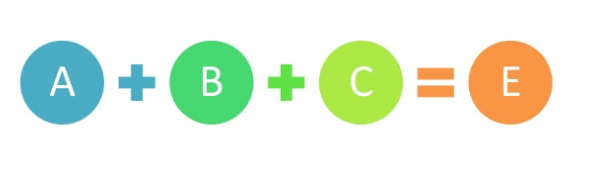 A + B + C = E